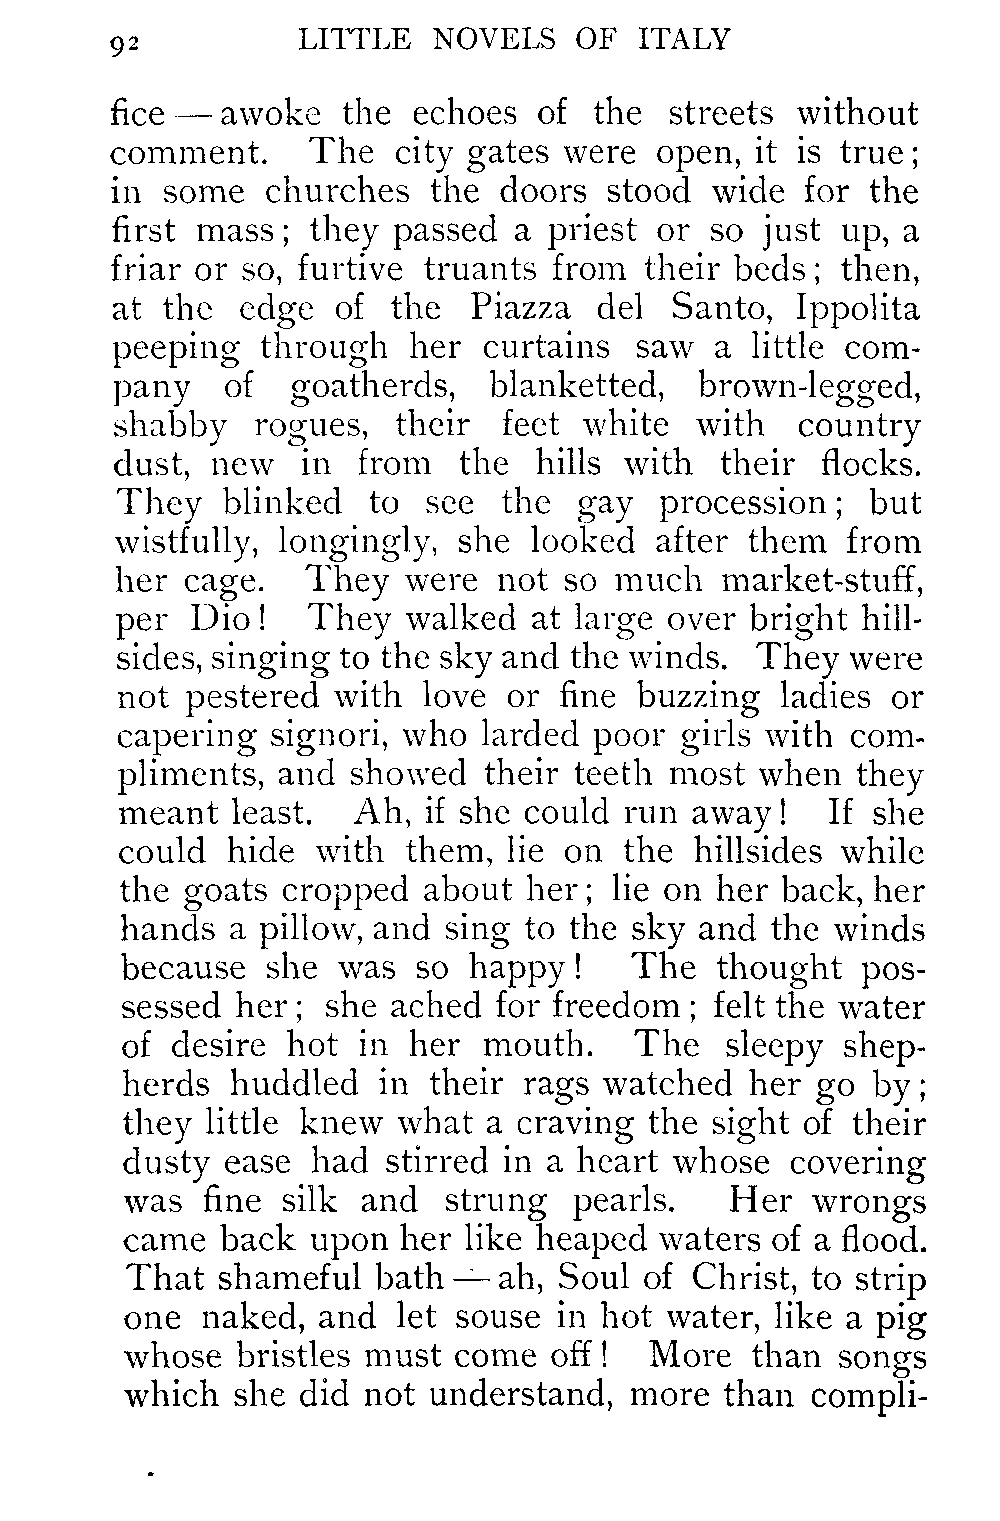 92 LITTLE NOVELS OF ITALY
fice — awoke the echoes of the streets without
comment. The city gates were open, it is true;
in some churches the doors stood wide for the
first mass; they passed a priest or so just up, a
friar or so, furtive truants from their beds; then,
at the edge of the Piazza del Santo, Ippolita
peeping through her curtains saw a little com-
pany of goatherds, blanketted, brown-legged,
shabby rogues, their feet white with country
dust, new in from the hills with their flocks.
They blinked to see the gay procession; but
wistfully, longingly, she looked after them from
her cage. They were not so much market-stuff,
per Dio! They walked at large over bright hill-
sides, singing to the sky and the winds. They were
not pestered with love or fine buzzing ladies or
capering signori, who larded poor girls with com-
pliments, and showed their teeth most when they
meant least. Ah, if she could run away! If she
could hide with them, lie on the hillsides while
the goats cropped about her; lie on her back, her
hands a pillow, and sing to the sky and the winds
because she was so happy! The thought pos-
sessed her; she ached for freedom; felt the water
of desire hot in her mouth. The sleepy shep-
herds huddled in their rags watched her go by;
they little knew what a craving the sight of their
dusty ease had stirred in a heart whose covering
was fine silk and strung pearls. Her wrongs
came back upon her like heaped waters of a flood.
That shameful bath — ah, Soul of Christ, to strip
one naked, and let souse in hot water, like a pig
whose bristles must come off! More than songs
which she did not understand, more than compli-